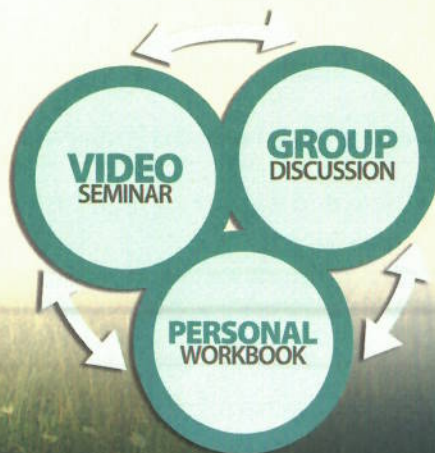 VIDEO
SEMINAR
GROUP
DISCUSSION
PERSONAL
WORKBOOK